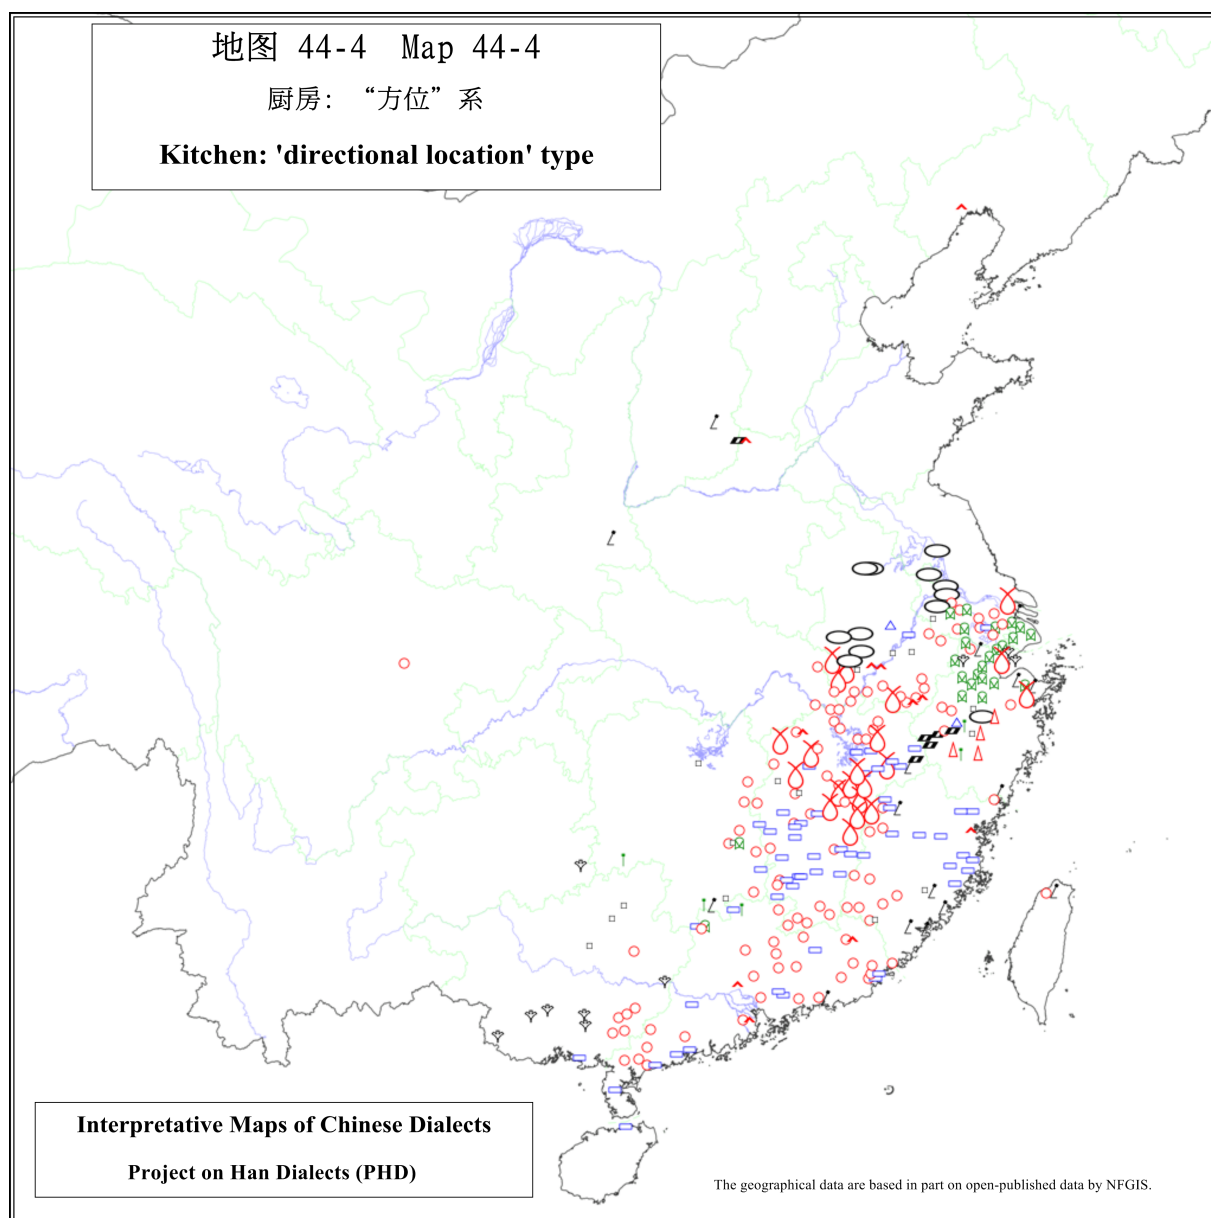 地图 44-4 Map 44-4
厨房: “方位”系
Kitchen: 'directional location' type
Interpretative Maps of Chinese Dialects
Project on Han Dialects (PHD)
The geographical data are based in part on open-published data by NFGIS.